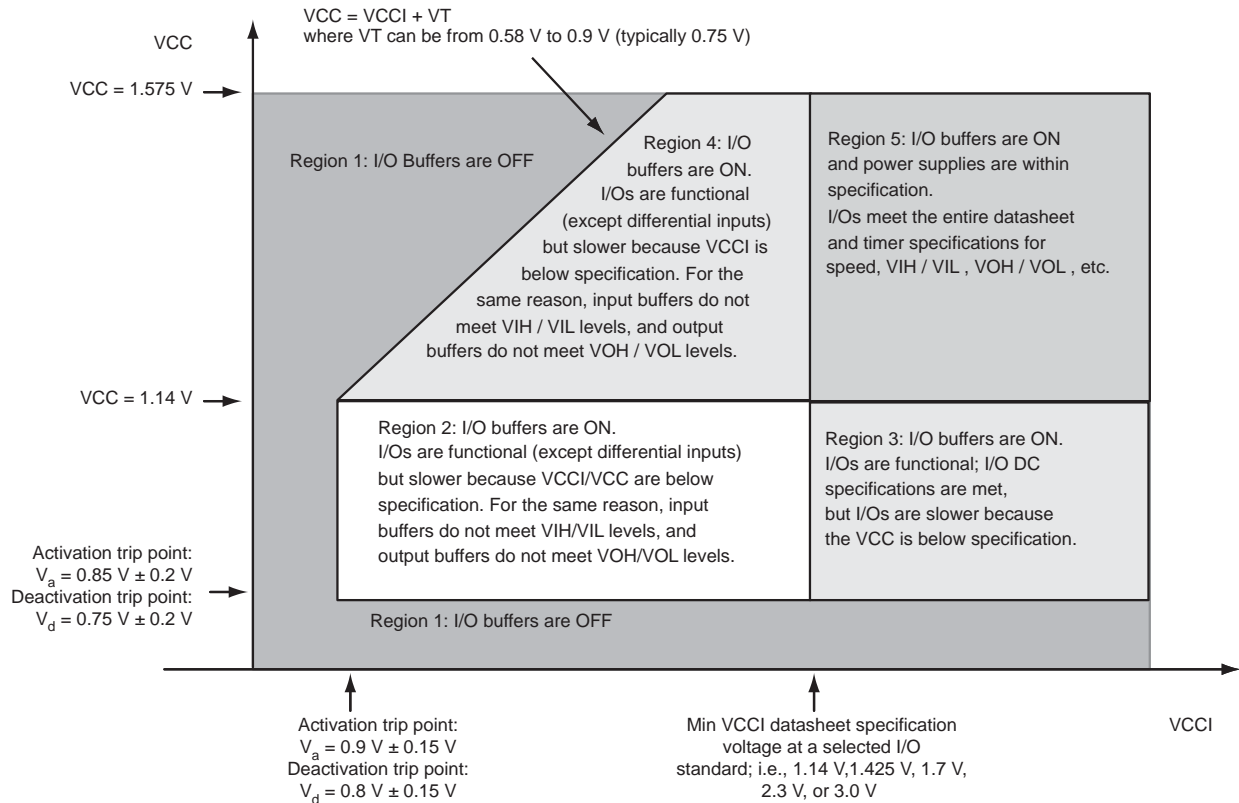 VCC = VCCI + VT
where VT can be from 0.58 V to 0.9 V (typically 0.75 V)
VCC
VCC = 1.575 V
Region 1: I/O Buffers are OFF
Region 4: I/O
buffers are ON.
I/Os are functional
(except differential inputs)
but slower because VCCI is
below specification. For the
same reason, input buffers do not
meet VIH / VIL levels, and output
buffers do not meet VOH / VOL levels.
Region 5: I/O buffers are ON
and power supplies are within
specification.
I/Os meet the entire datasheet
and timer specifications for
speed, VIH / VIL , VOH / VOL , etc.
VCC = 1.14 V
Region 2: I/O buffers are ON.
I/Os are functional (except differential inputs)
but slower because VCCI/VCC are below
specification. For the same reason, input
buffers do not meet VIH/VIL levels, and
output buffers do not meet VOH/VOL levels.
Region 3: I/O buffers are ON.
I/Os are functional; I/O DC
specifications are met,
but I/Os are slower because
the VCC is below specification.
Activation trip point:
Va = 0.85 V ± 0.2 V
Deactivation trip point:
Vd = 0.75 V ± 0.2 V
Region 1: I/O buffers are OFF
Activation trip point:
Va = 0.9 V ± 0.15 V
Deactivation trip point:
Vd = 0.8 V ± 0.15 V
Min VCCI datasheet specification
voltage at a selected I/O
standard; i.e., 1.14 V,1.425 V, 1.7 V,
2.3 V, or 3.0 V
VCCI